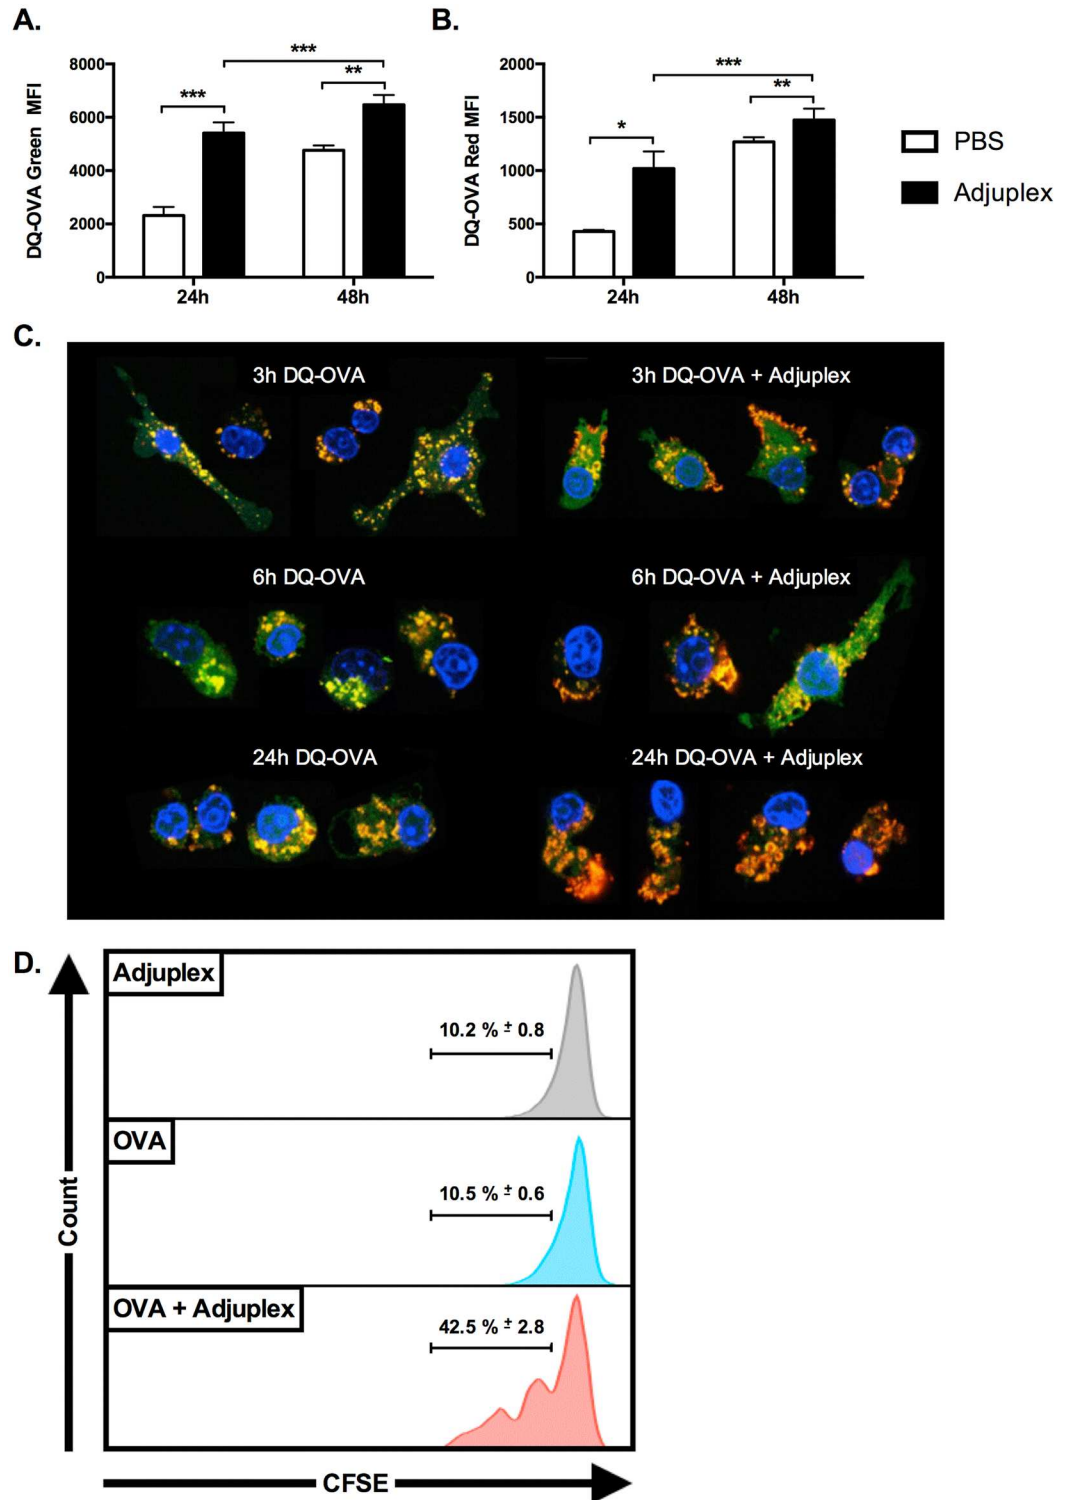 A.
8000
6000
4000
2000
0
DQ-OVA Green MFI
***
***
**
24h
48h
B.
2000
1500
1000
500
0
DQ-OVA Red MFI
*
***
**
24h
48h
PBS
Adjuplex
C.
3h DQ-OVA
3h DQ-OVA + Adjuplex
6h DQ-OVA
6h DQ-OVA + Adjuplex
24h DQ-OVA
24h DQ-OVA + Adjuplex
D.
Count
Adjuplex
10.2 % ± 0.8
OVA
10.5 % ± 0.6
OVA + Adjuplex
42.5 % ± 2.8
CFSE